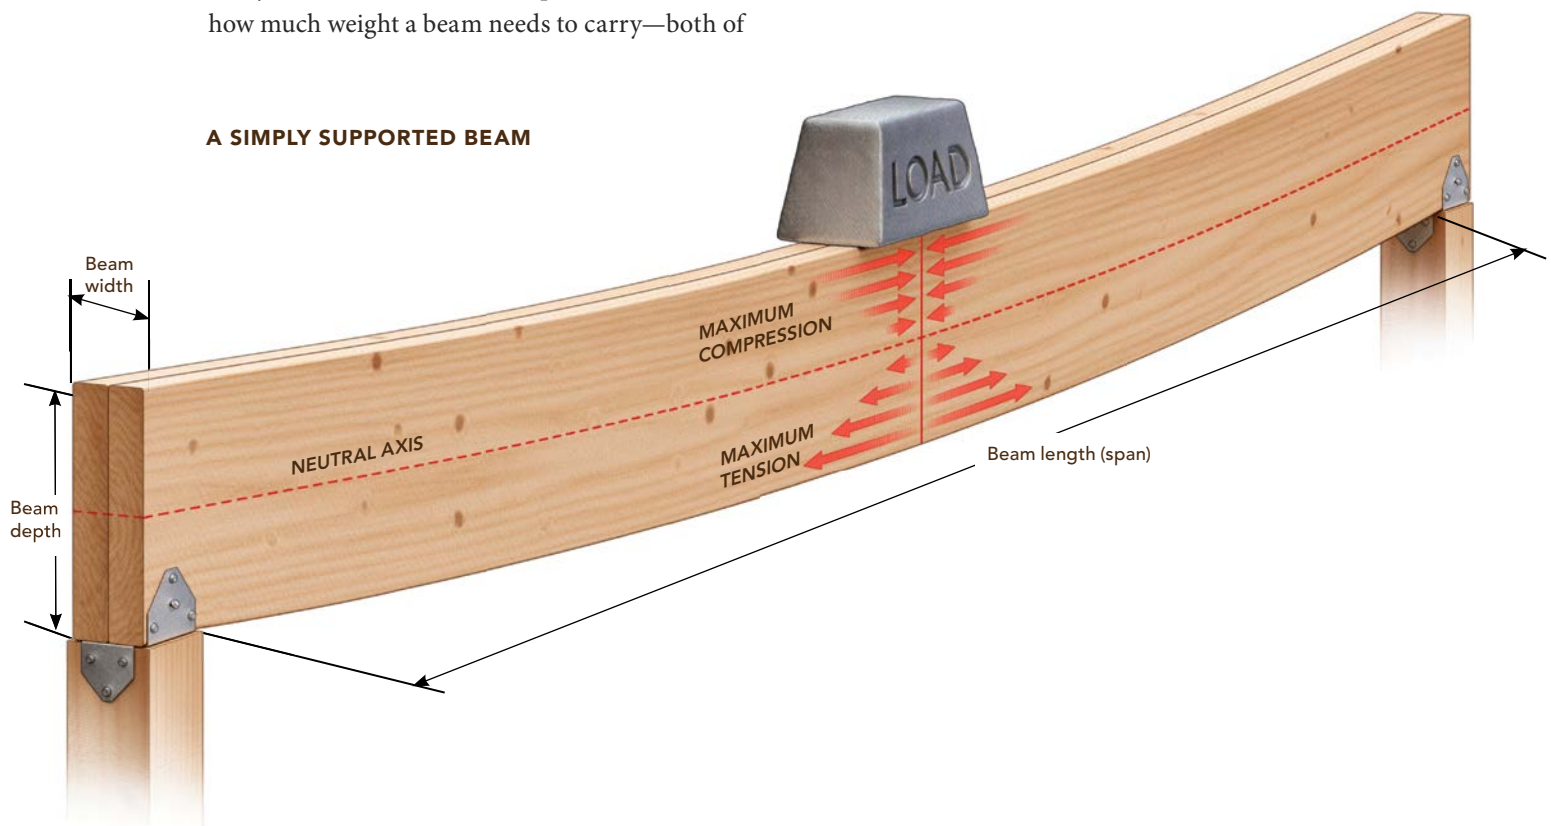 how much weight a beam needs to carry—both of
A SIMPLY SUPPORTED BEAM
LOAD
Beam
width
MAXIMUM
COMPRESSION
NEUTRAL AXIS
MAXIMUM
TENSION
Beam length (span)
Beam
depth